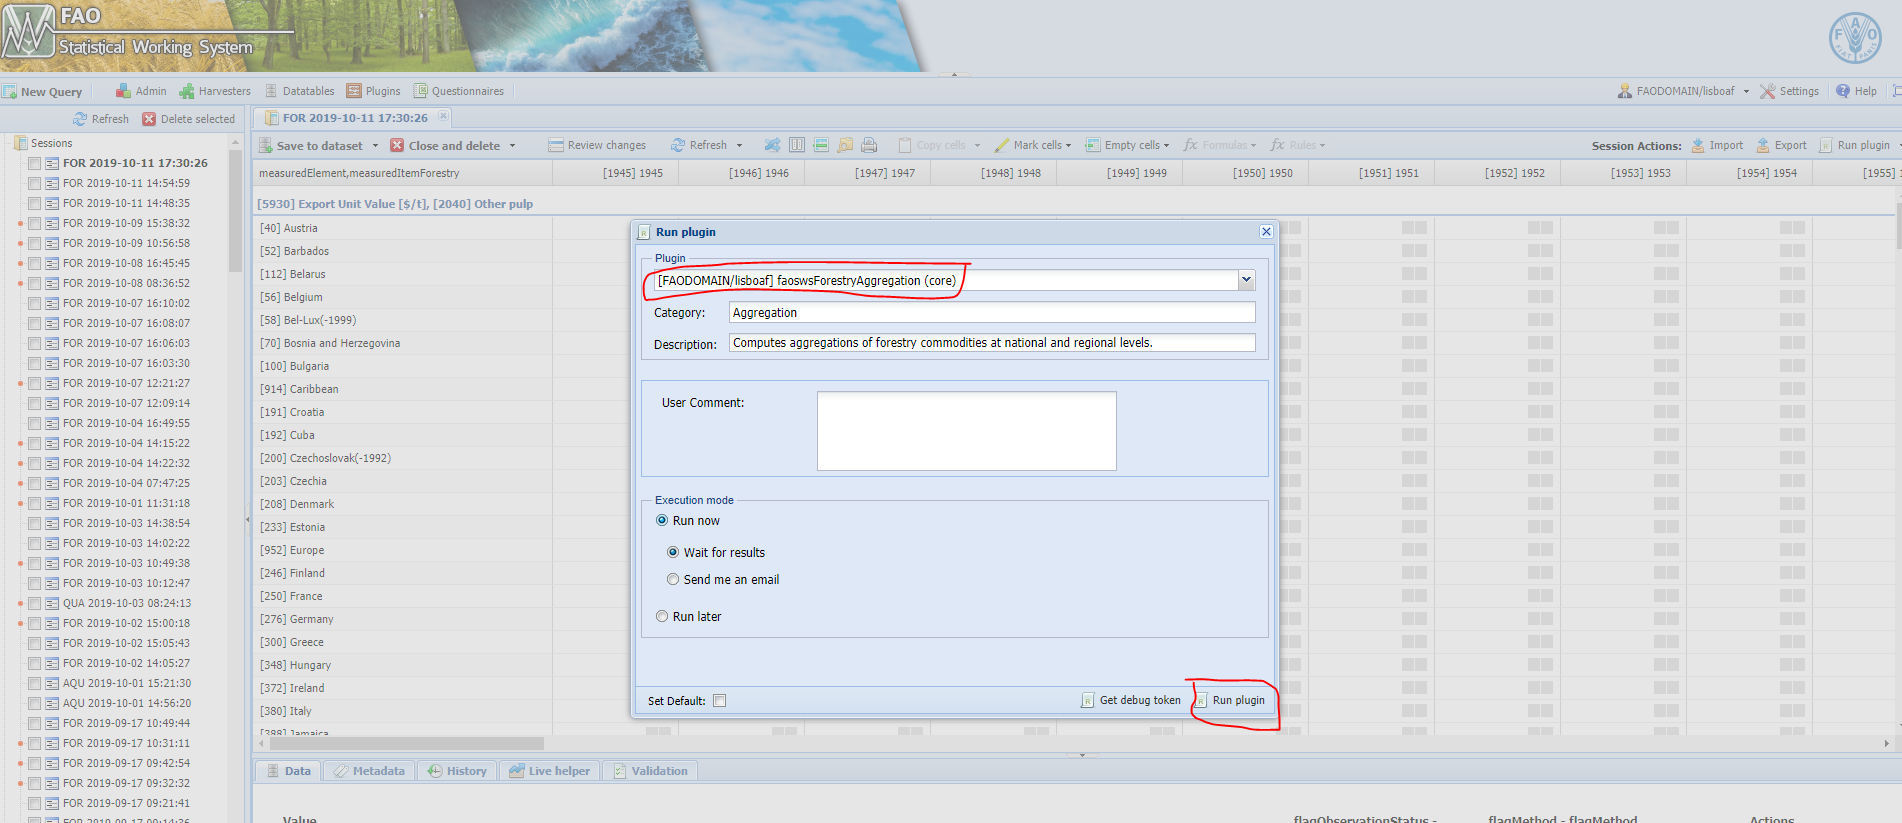 FAO
Statistical Working System
New Query Admin Harvesters Datatables Plugins Questionnaires FAODOMAIN/lisboaf Settings Help
Refresh Delete selected
FOR 2019-10-11 17:30:26
Save to dataset Close and delete Review changes Refresh Copy cells Mark cells Empty cells Formulas Rules Session Actions: Import Export Run plugin
Sessions
FOR 2019-10-11 17:30:26
FOR 2019-10-11 14:54:59
FOR 2019-10-11 14:48:35
FOR 2019-10-09 15:38:32
FOR 2019-10-09 10:56:58
FOR 2019-10-08 16:45:45
FOR 2019-10-08 08:36:52
FOR 2019-10-07 16:10:02
FOR 2019-10-07 16:08:07
FOR 2019-10-07 16:06:03
FOR 2019-10-07 16:03:30
FOR 2019-10-07 12:21:27
FOR 2019-10-07 12:09:14
FOR 2019-10-04 16:49:55
FOR 2019-10-04 14:15:22
FOR 2019-10-04 14:22:32
FOR 2019-10-04 07:47:25
FOR 2019-10-01 11:31:18
FOR 2019-10-03 14:38:54
FOR 2019-10-03 14:02:22
FOR 2019-10-03 10:49:38
FOR 2019-10-03 10:12:47
QUA 2019-10-03 08:24:13
FOR 2019-10-02 15:00:18
FOR 2019-10-02 15:05:43
FOR 2019-10-02 14:05:27
AQU 2019-10-01 15:21:30
AQU 2019-10-01 14:56:20
FOR 2019-09-17 10:49:44
FOR 2019-09-17 10:31:11
FOR 2019-09-17 09:42:54
FOR 2019-09-17 09:32:32
FOR 2019-09-17 09:21:41
FOR 2019-09-17 09:14:36
measuredElement,measuredItemForestry [1945] 1945 [1946] 1946 [1947] 1947 [1948] 1948 [1949] 1949 [1950] 1950 [1951] 1951 [1952] 1952 [1953] 1953 [1954] 1954 [1955] 1
[5930] Export Unit Value [$/t], [2040] Other pulp
[40] Austria
[52] Barbados
[112] Belarus
[56] Belgium
[58] Bel-Lux(-1999)
[70] Bosnia and Herzegovina
[100] Bulgaria
[914] Caribbean
[191] Croatia
[192] Cuba
[200] Czechoslovak(-1992)
[203] Czechia
[208] Denmark
[233] Estonia
[952] Europe
[246] Finland
[250] France
[276] Germany
[300] Greece
[348] Hungary
[372] Ireland
[380] Italy
[388] Jamaica
Run plugin
Plugin
[FAODOMAIN/lisboaf] faoswsForestryAggregation (core)
Category: Aggregation
Description: Computes aggregations of forestry commodities at national and regional levels.
User Comment:
Execution mode
Run now
Wait for results
Send me an email
Run later
Set Default: Get debug token Run plugin
Data Metadata History Live helper Validation
Value flagObservationStatus - flagMethod - flagMethod Actions